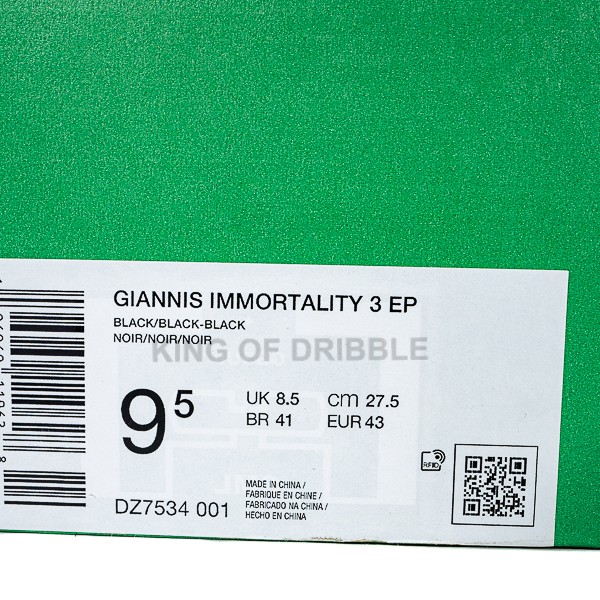 GIANNIS IMMORTALITY 3 EP
BLACK/BLACK-BLACK
NOIR/NOIR/NOIR
KING OF DRIBBLE
9 5
UK 8.5 cm 27.5
BR 41 EUR 43
RFID
MADE IN CHINA /
FABRIQUE EN CHINE /
FABRICADO NA CHINA /
HECHO EN CHINA
DZ7534 001